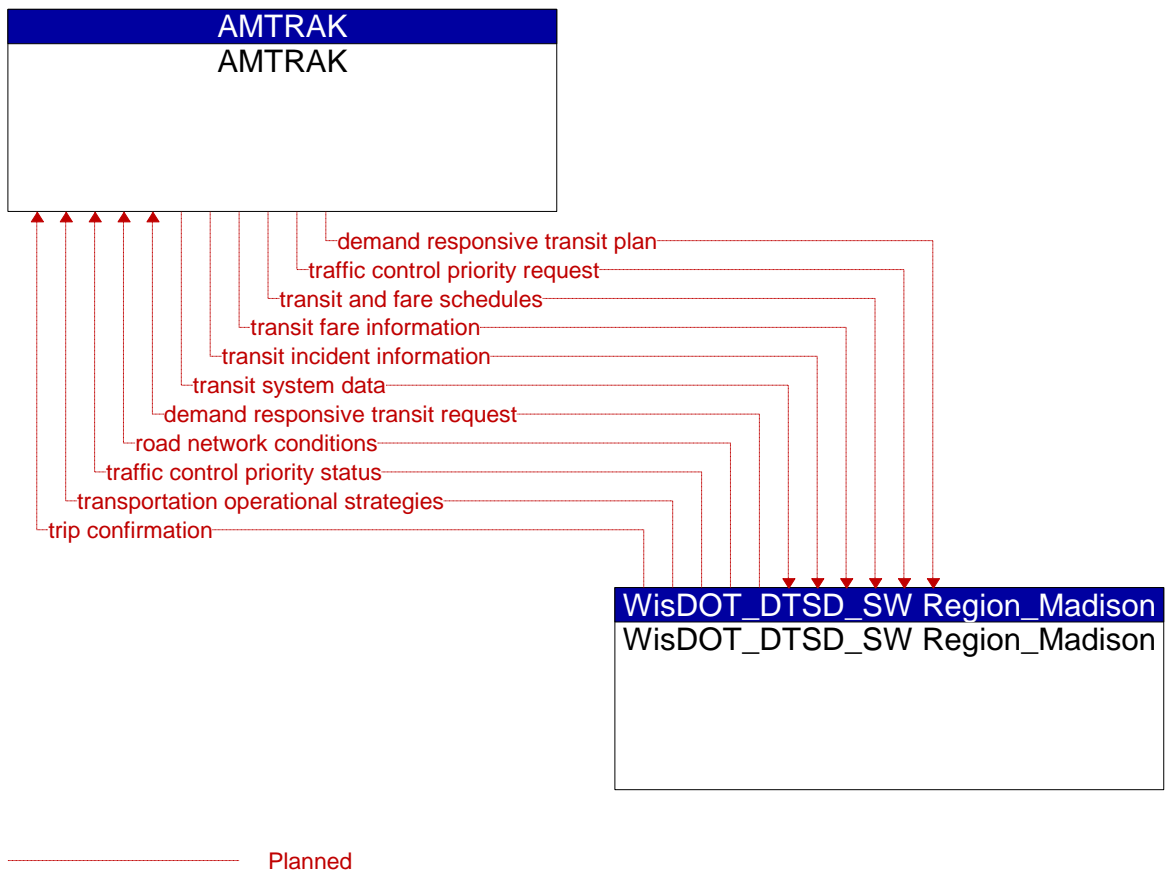 AMTRAK
AMTRAK
demand responsive transit plan
traffic control priority request
transit and fare schedules
transit fare information
transit incident information
transit system data
demand responsive transit request
road network conditions
traffic control priority status
transportation operational strategies
trip confirmation
WisDOT_DTSD_SW Region_Madison
WisDOT_DTSD_SW Region_Madison
Planned